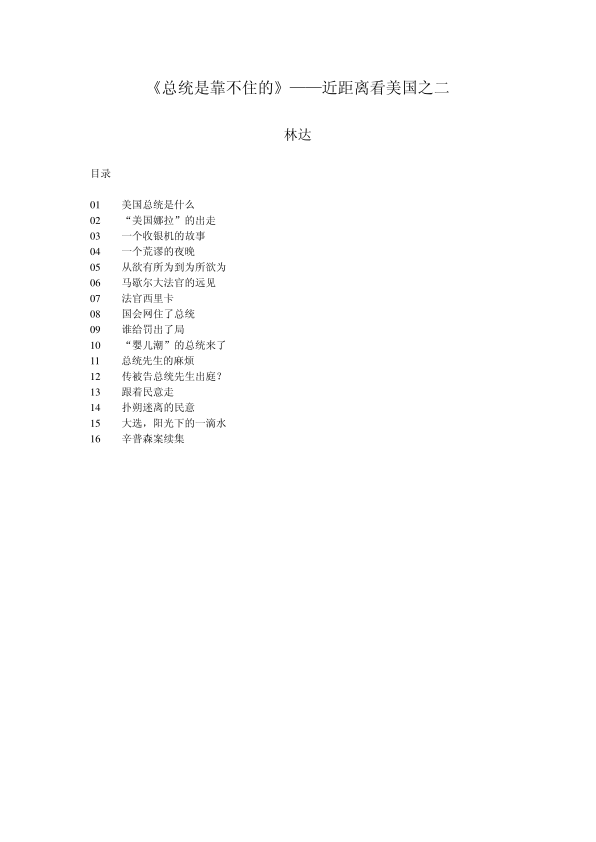 《总统是靠不住的》——近距离看美国之二
林达
目录
01 美国总统是什么
02 “美国娜拉”的出走
03 一个收银机的故事
04 一个荒谬的夜晚
05 从欲有所为到为所欲为
06 马歇尔大法官的远见
07 法官西里卡
08 国会网住了总统
09 谁给罚出了局
10 “婴儿潮”的总统来了
11 总统先生的麻烦
12 传被告总统先生出庭？
13 跟着民意走
14 扑朔迷离的民意
15 大选，阳光下的一滴水
16 辛普森案续集